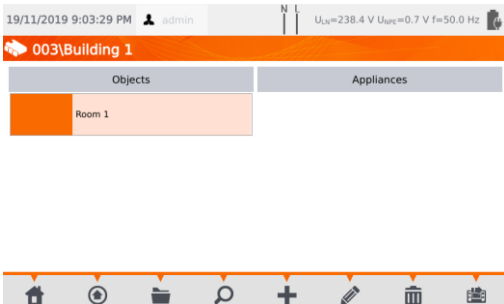 19/11/2019 9:03:29 PM admin N L ULN=238.4 V UNPE=0.7 V f=50.0 Hz
003\Building 1
Objects Appliances
Room 1